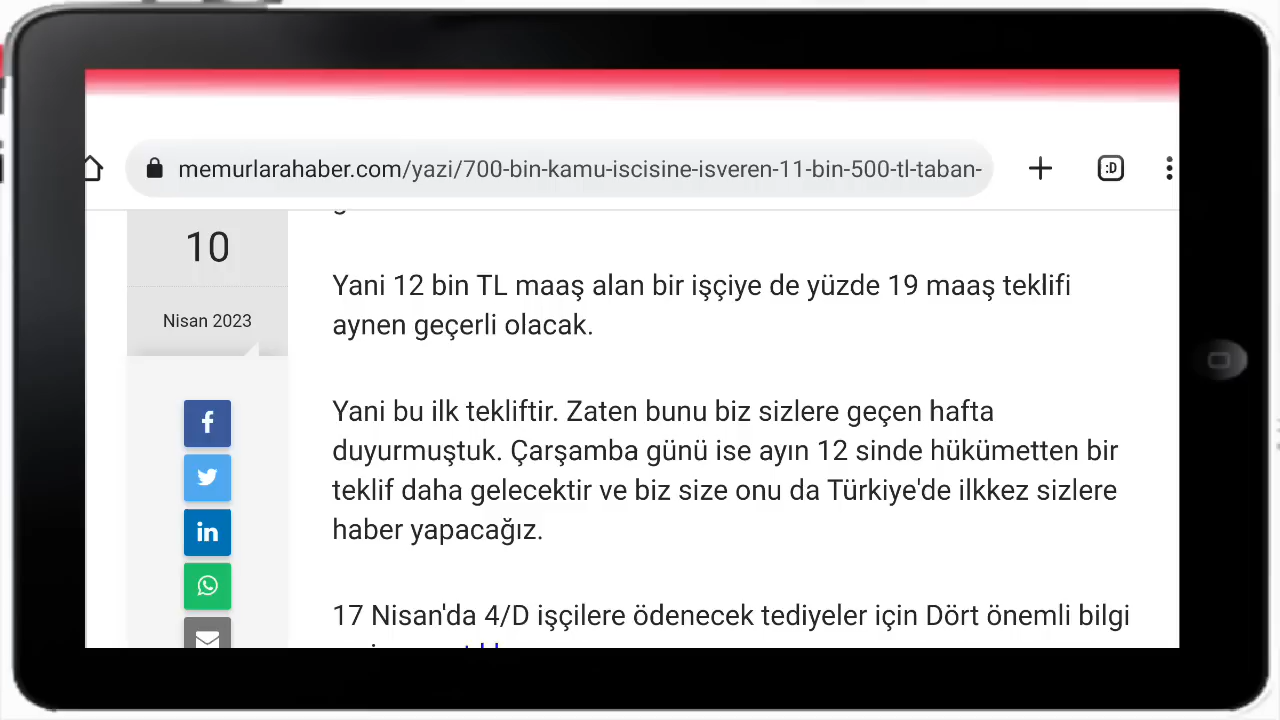 memurlarahaber.com/yazi/700-bin-kamu-iscisine-isveren-11-bin-500-tl-taban-
:D
10
Nisan 2023
Yani 12 bin TL maaş alan bir işçiye de yüzde 19 maaş teklifi
aynen geçerli olacak.
Yani bu ilk tekliftir. Zaten bunu biz sizlere geçen hafta
duyurmuştuk. Çarşamba günü ise ayın 12 sinde hükümetten bir
teklif daha gelecektir ve biz size onu da Türkiye'de ilkkez sizlere
haber yapacağız.
17 Nisan'da 4/D işçilere ödenecek tediyeler için Dört önemli bilgi